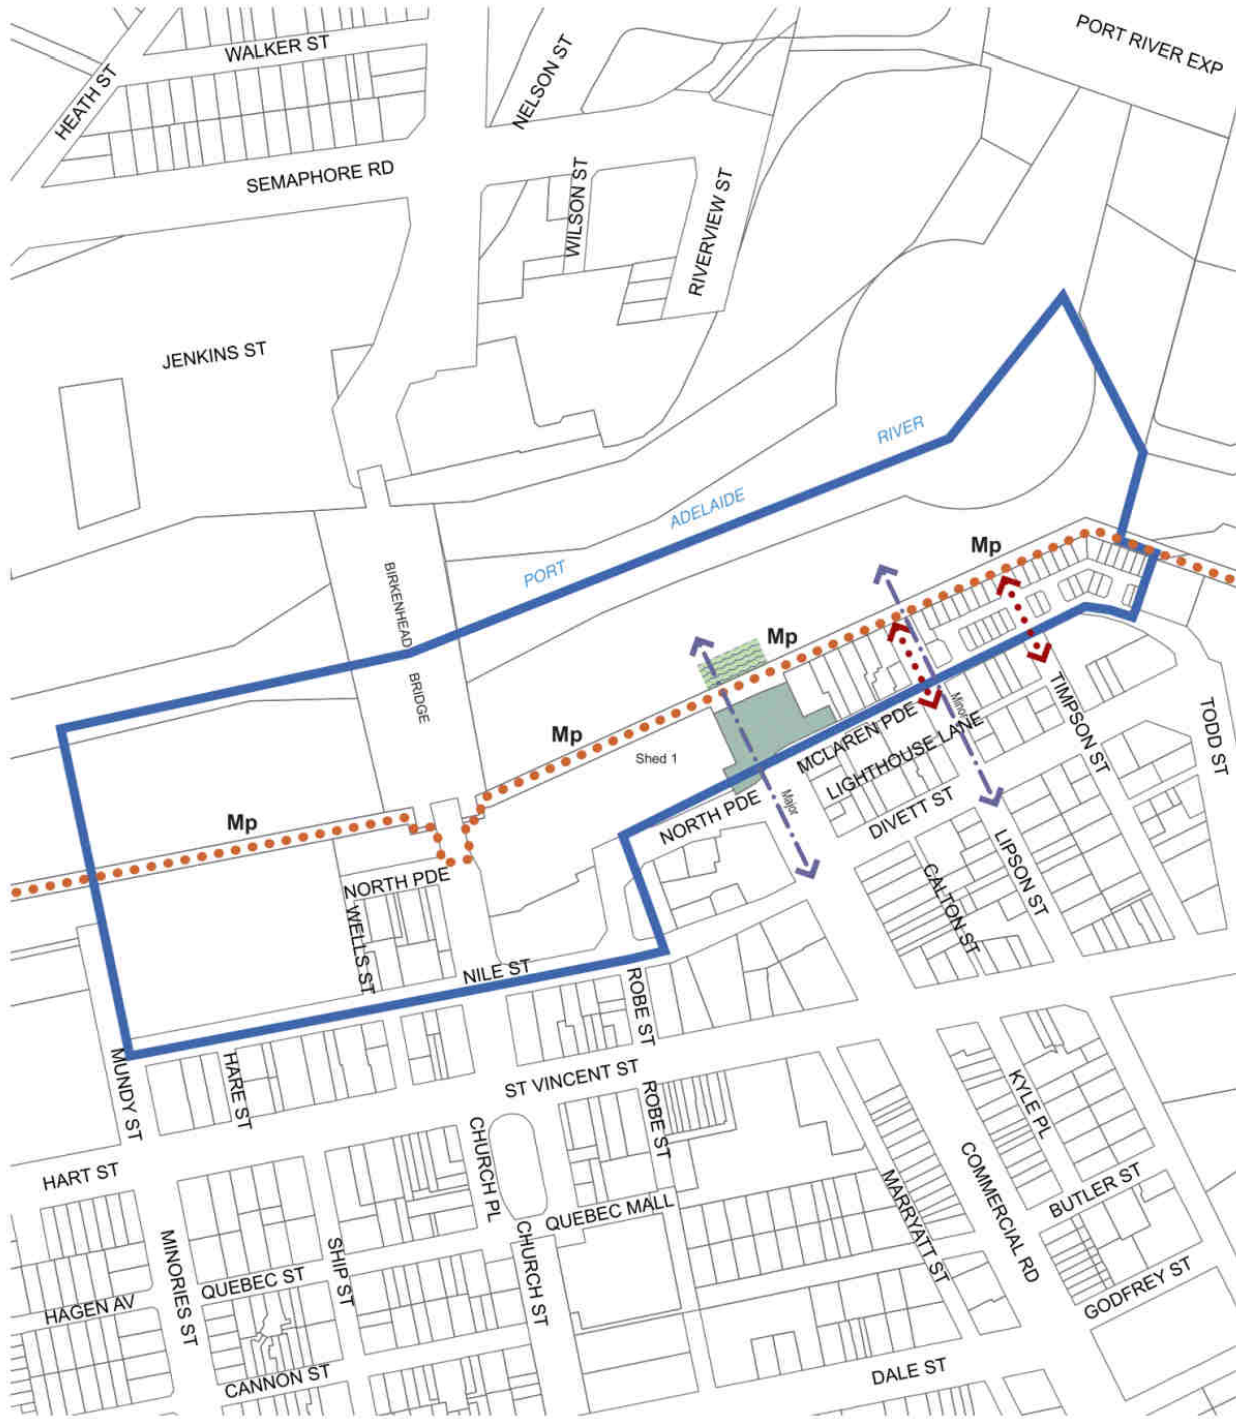 PORT RIVER EXP
WALKER ST
NELSON ST
HEATH ST
SEMAPHORE RD
WILSON ST
RIVERVIEW ST
JENKINS ST
RIVER
ADELAIDE
PORT
BIRKENHEAD
BRIDGE
Mp
Mp
Mp
Mp
Shed 1
Minor
Major
MCLAREN PDE
LIGHTHOUSE LANE
TIMPSON ST
TODD ST
NORTH PDE
DIVETT ST
NORTH PDE
WELLS ST
CALTON ST
LIPSON ST
NILE ST
ROBE ST
MUNDY ST
HARE ST
ST VINCENT ST
ROBE ST
KYLE PL
HART ST
CHURCH PL
MARRYATT ST
COMMERCIAL RD
BUTLER ST
QUEBEC MALL
MINORIES ST
SHIP ST
CHURCH ST
QUEBEC ST
HAGEN AV
GODFREY ST
CANNON ST
DALE ST